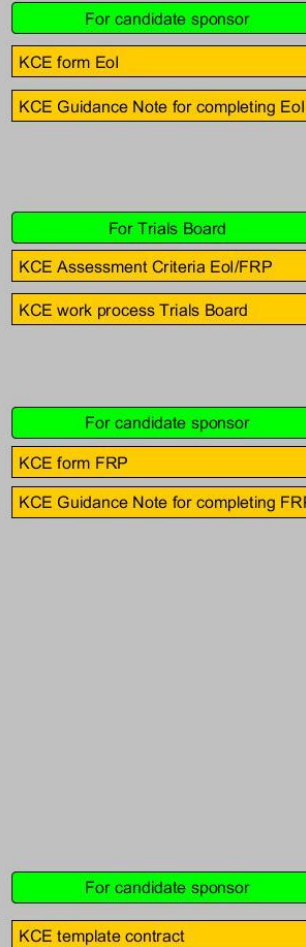 For candidate sponsor
KCE form EoI
KCE Guidance Note for completing EoI
For Trials Board
KCE Assessment Criteria EoI/FRP
KCE work process Trials Board
For candidate sponsor
KCE form FRP
KCE Guidance Note for completing FRP
For candidate sponsor
KCE template contract